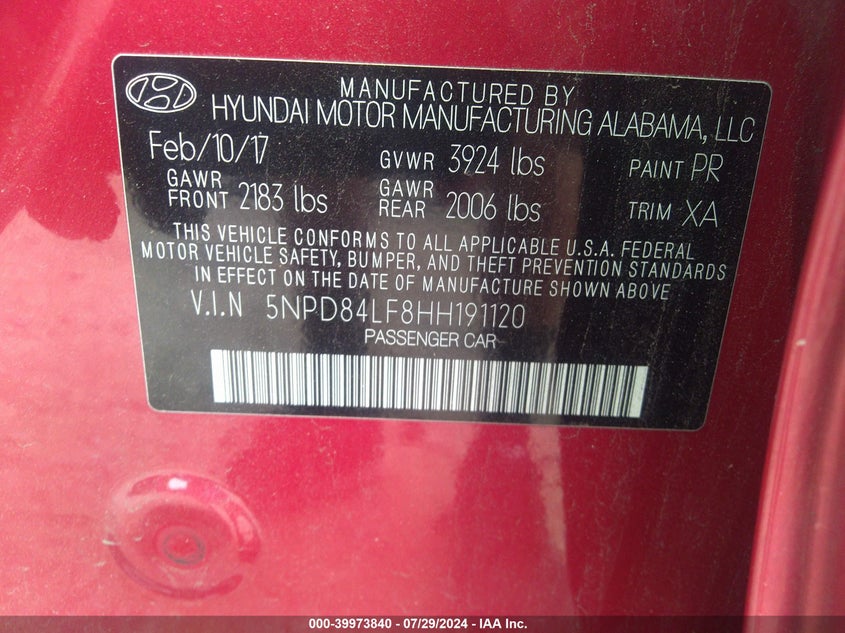 MANUFACTURED BY
HYUNDAI MOTOR MANUFACTURING ALABAMA, LLC
Feb/10/17 GVWR 3924 lbs PAINT PR
GAWR FRONT 2183 lbs GAWR REAR 2006 lbs TRIM XA
THIS VEHICLE CONFORMS TO ALL APPLICABLE U.S.A. FEDERAL
MOTOR VEHICLE SAFETY, BUMPER, AND THEFT PREVENTION STANDARDS
IN EFFECT ON THE DATE OF MANUFACTURE SHOWN ABOVE
V.I.N 5NPD84LF8HH191120
PASSENGER CAR
000-39973840 - 07/29/2024 - IAA Inc.